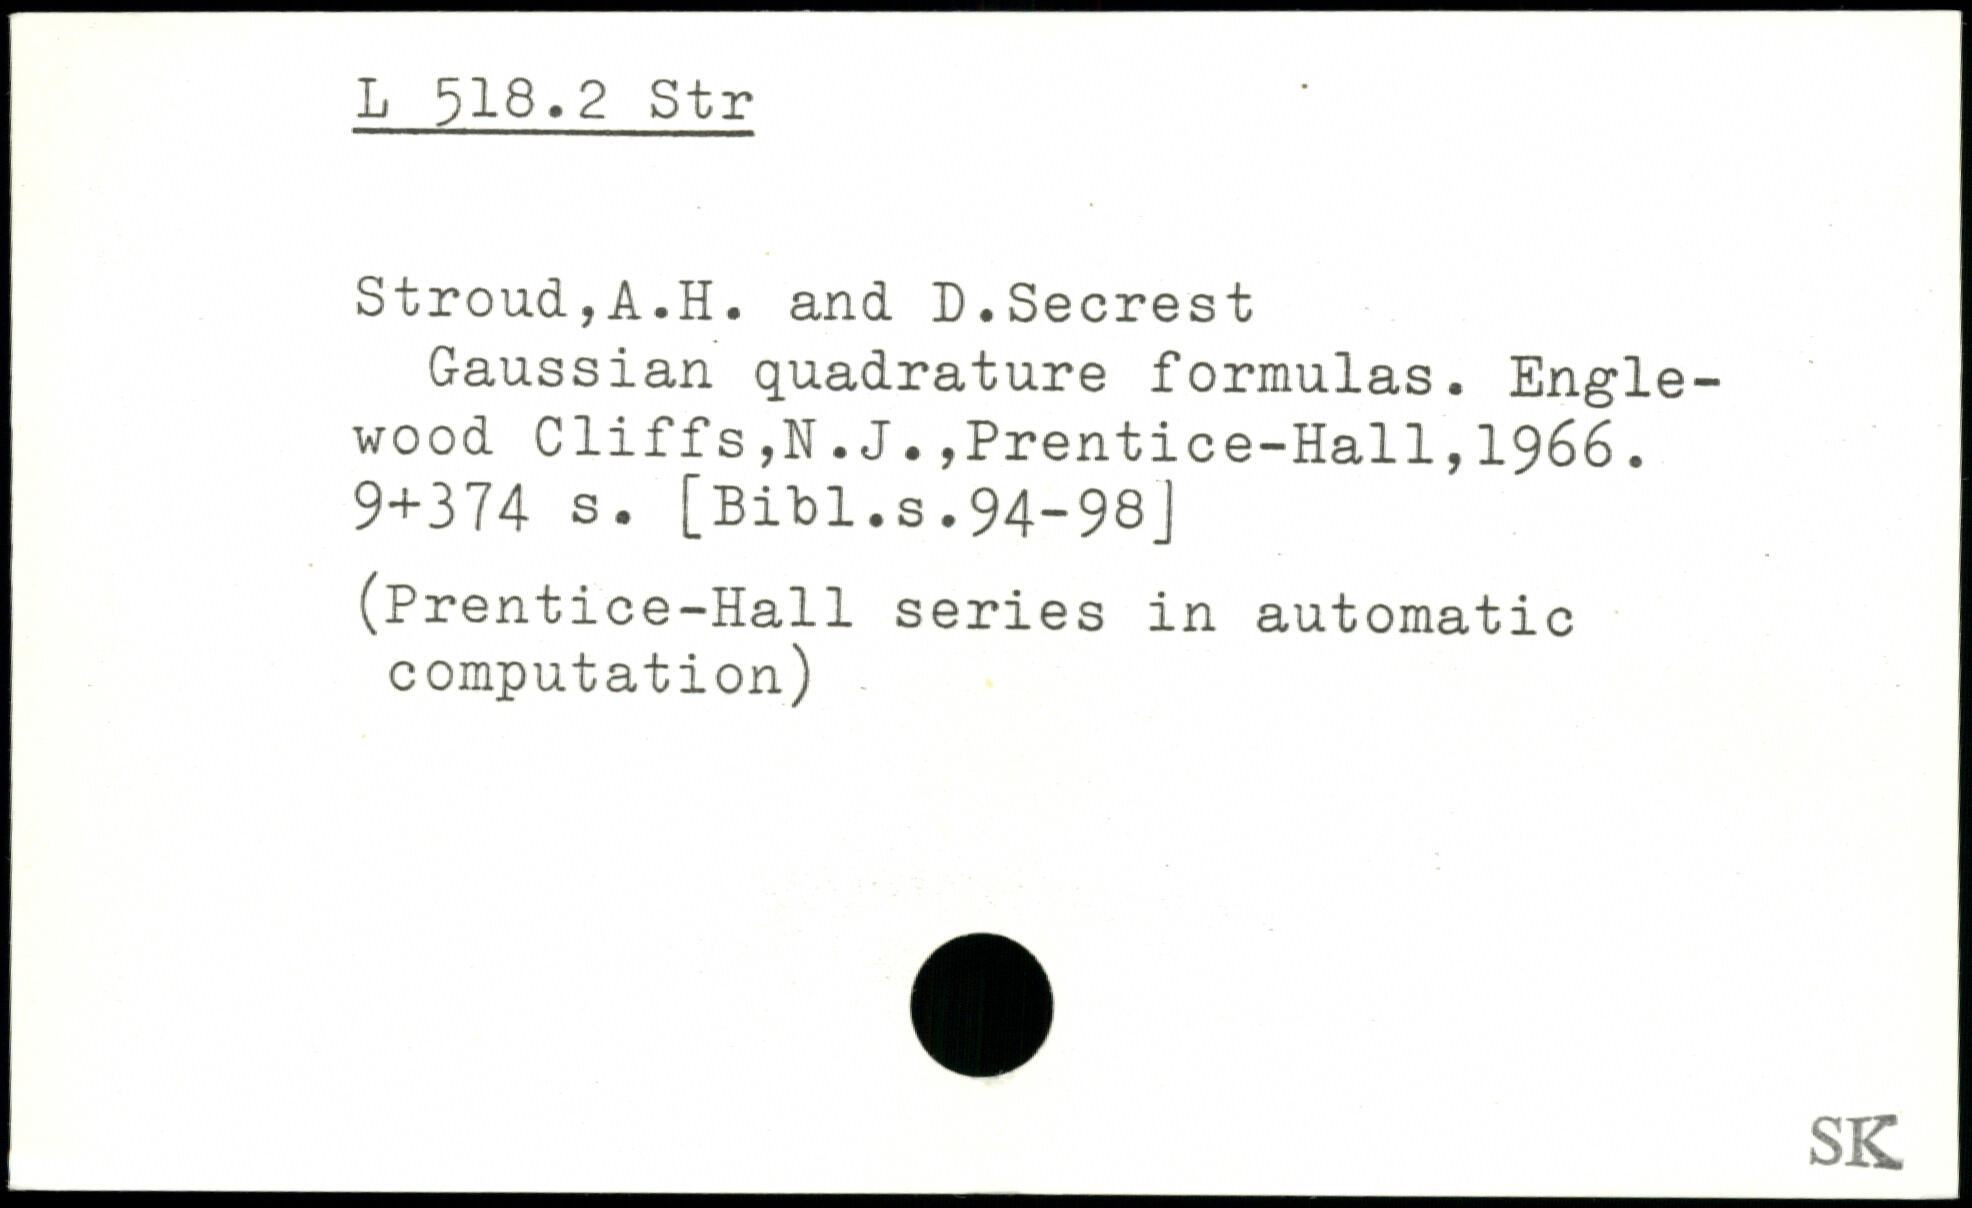 L 518.2 Str
Stroud,A.H. and D.Secrest
Gaussian quadrature formulas. Engle-
wood Cliffs,N.J.,Prentice-Hall,1966.
9+374 s. [Bibl.s.94-98]
(Prentice-Hall series in automatic
computation)
SK